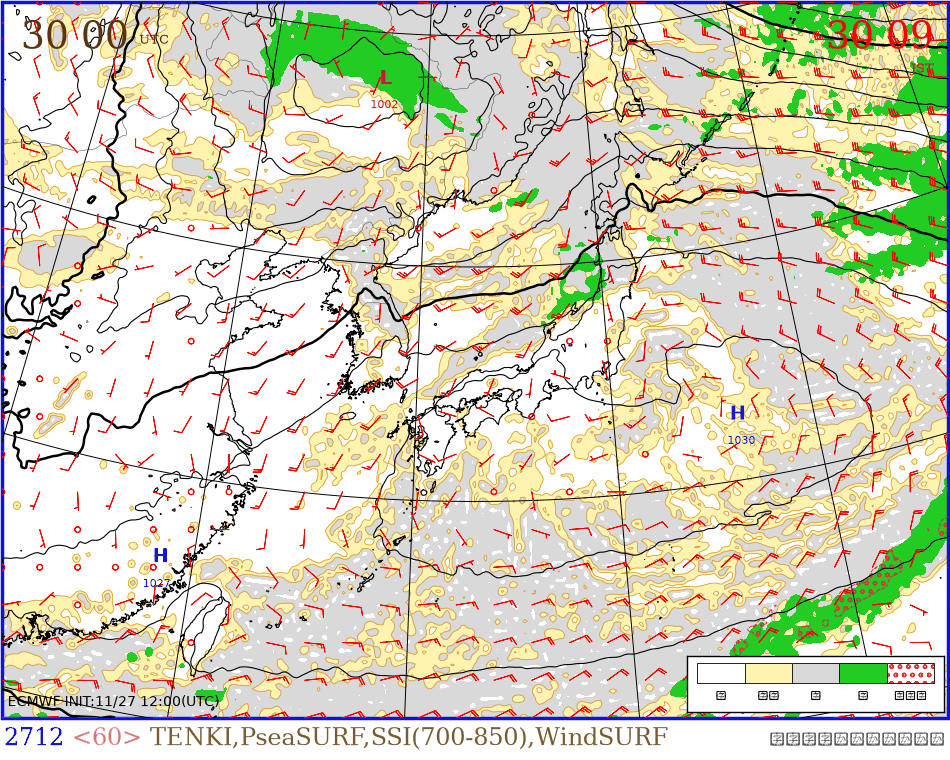 30 00 UTC
30 09
JST
L
1002
H
1030
H
1027
ECMWF INIT:11/27 12:00(UTC)
2712 <60> TENKI,PseaSURF,SSI(700-850),WindSURF